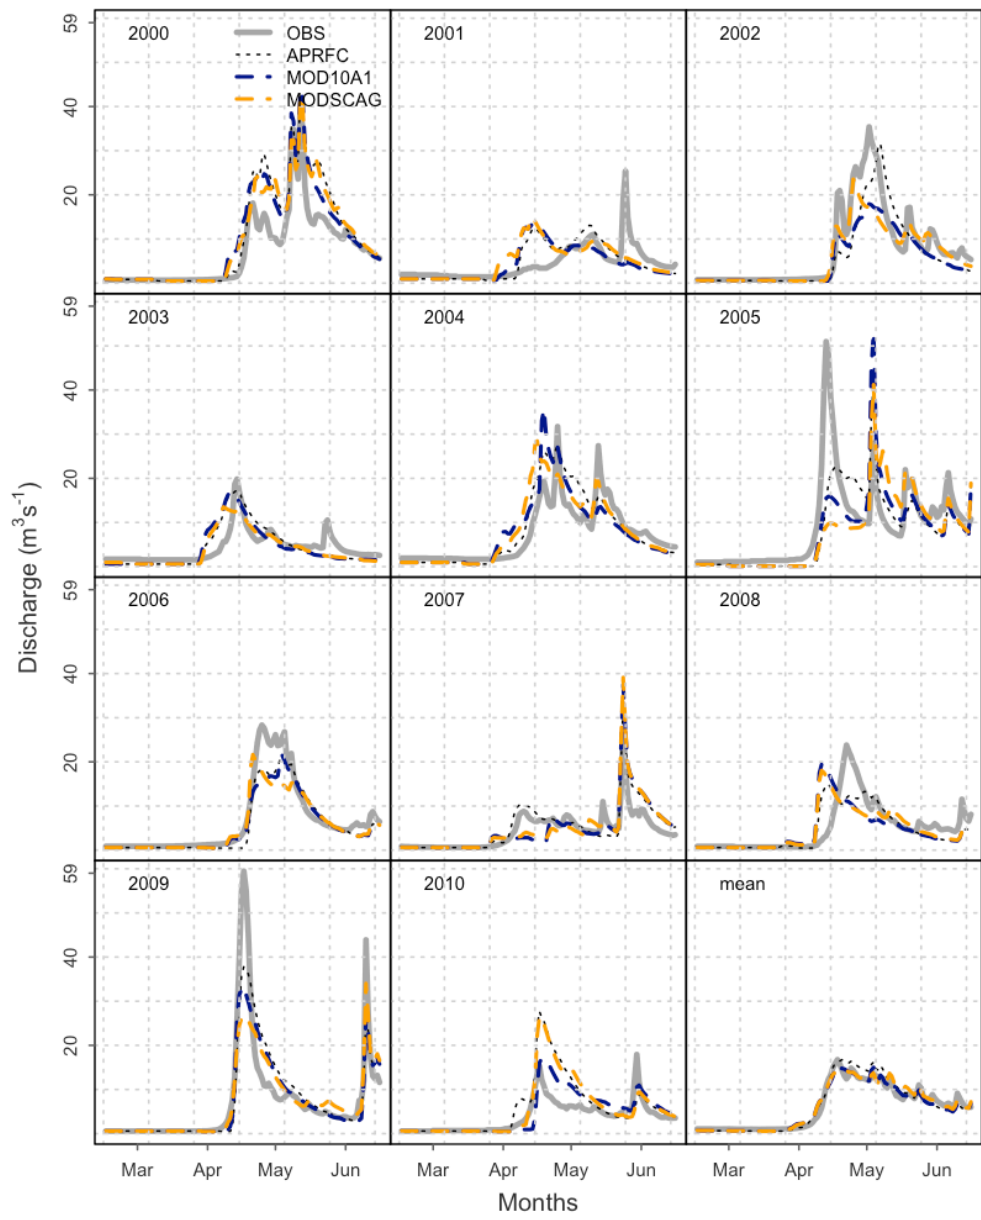 59
2000
OBS
APRFC
MOD10A1
MODSCAG
2001
2002
40
20
59
2003
2004
2005
40
20
59
2006
2007
2008
40
20
59
2009
2010
mean
40
20
Discharge (m³s⁻¹)
Mar Apr May Jun Mar Apr May Jun Mar Apr May Jun
Months